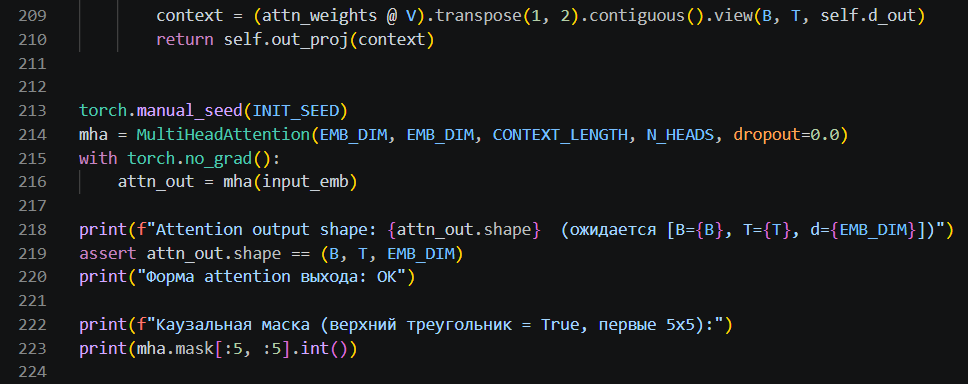 209 context = (attn_weights @ V).transpose(1, 2).contiguous().view(B, T, self.d_out)
210 return self.out_proj(context)
211
212
213 torch.manual_seed(INIT_SEED)
214 mha = MultiHeadAttention(EMB_DIM, EMB_DIM, CONTEXT_LENGTH, N_HEADS, dropout=0.0)
215 with torch.no_grad():
216     attn_out = mha(input_emb)
217
218 print(f"Attention output shape: {attn_out.shape}  (ожидается [B={B}, T={T}, d={EMB_DIM}])")
219 assert attn_out.shape == (B, T, EMB_DIM)
220 print("Форма attention выхода: OK")
221
222 print(f"Каузальная маска (верхний треугольник = True, первые 5x5):")
223 print(mha.mask[:5, :5].int())
224